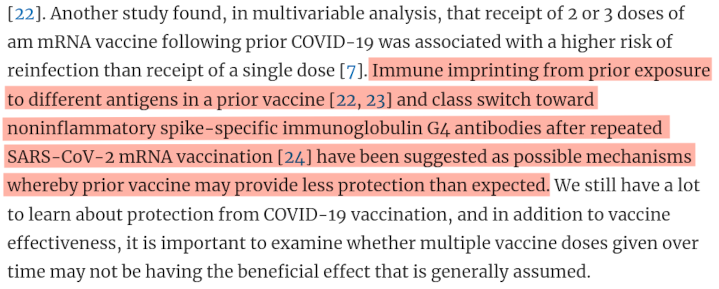 [22]. Another study found, in multivariable analysis, that receipt of 2 or 3 doses of
am mRNA vaccine following prior COVID-19 was associated with a higher risk of
reinfection than receipt of a single dose [7]. Immune imprinting from prior exposure
to different antigens in a prior vaccine [22, 23] and class switch toward
noninflammatory spike-specific immunoglobulin G4 antibodies after repeated
SARS-CoV-2 mRNA vaccination [24] have been suggested as possible mechanisms
whereby prior vaccine may provide less protection than expected. We still have a lot
to learn about protection from COVID-19 vaccination, and in addition to vaccine
effectiveness, it is important to examine whether multiple vaccine doses given over
time may not be having the beneficial effect that is generally assumed.